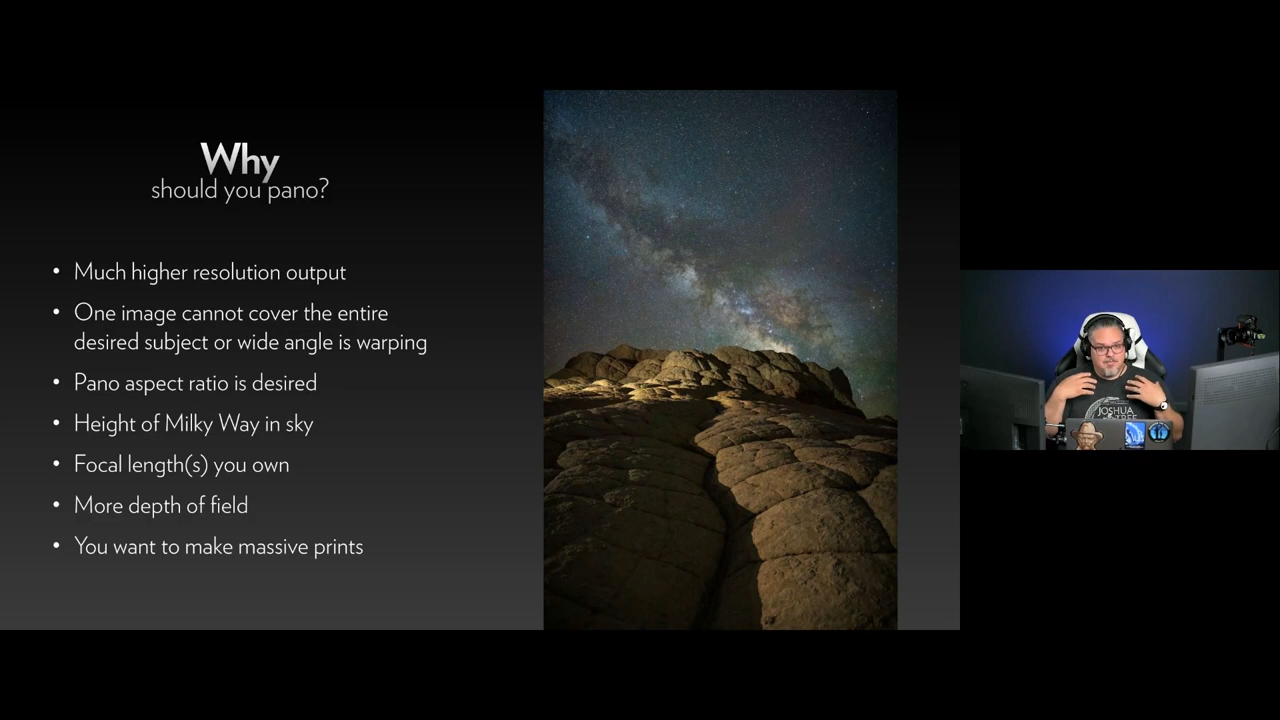 Why
should you pano?
• Much higher resolution output
• One image cannot cover the entire
desired subject or wide angle is warping
• Pano aspect ratio is desired
• Height of Milky Way in sky
• Focal length(s) you own
• More depth of field
• You want to make massive prints
JOSHUA
TREE